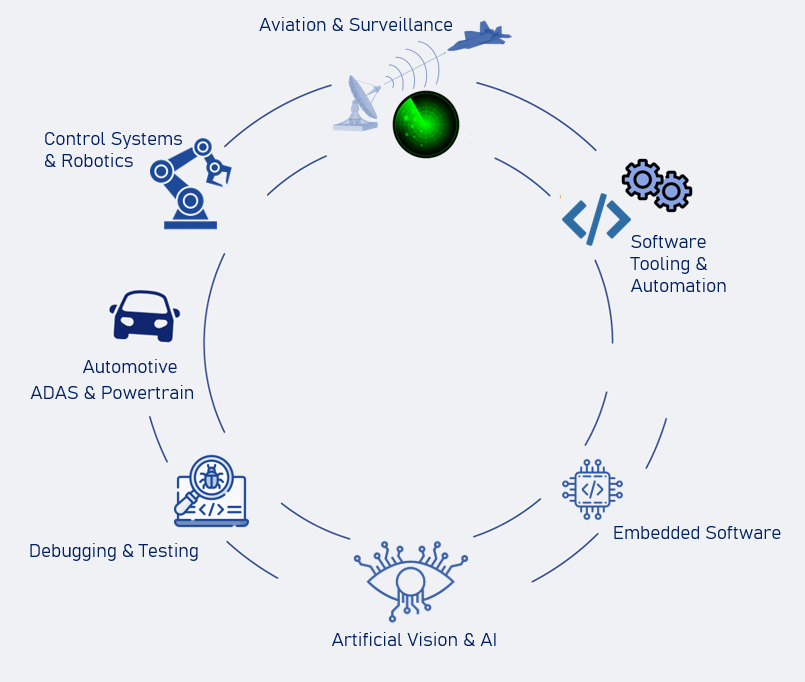 Aviation & Surveillance
Control Systems
& Robotics
Software
Tooling &
Automation
Automotive
ADAS & Powertrain
Embedded Software
Debugging & Testing
Artificial Vision & AI